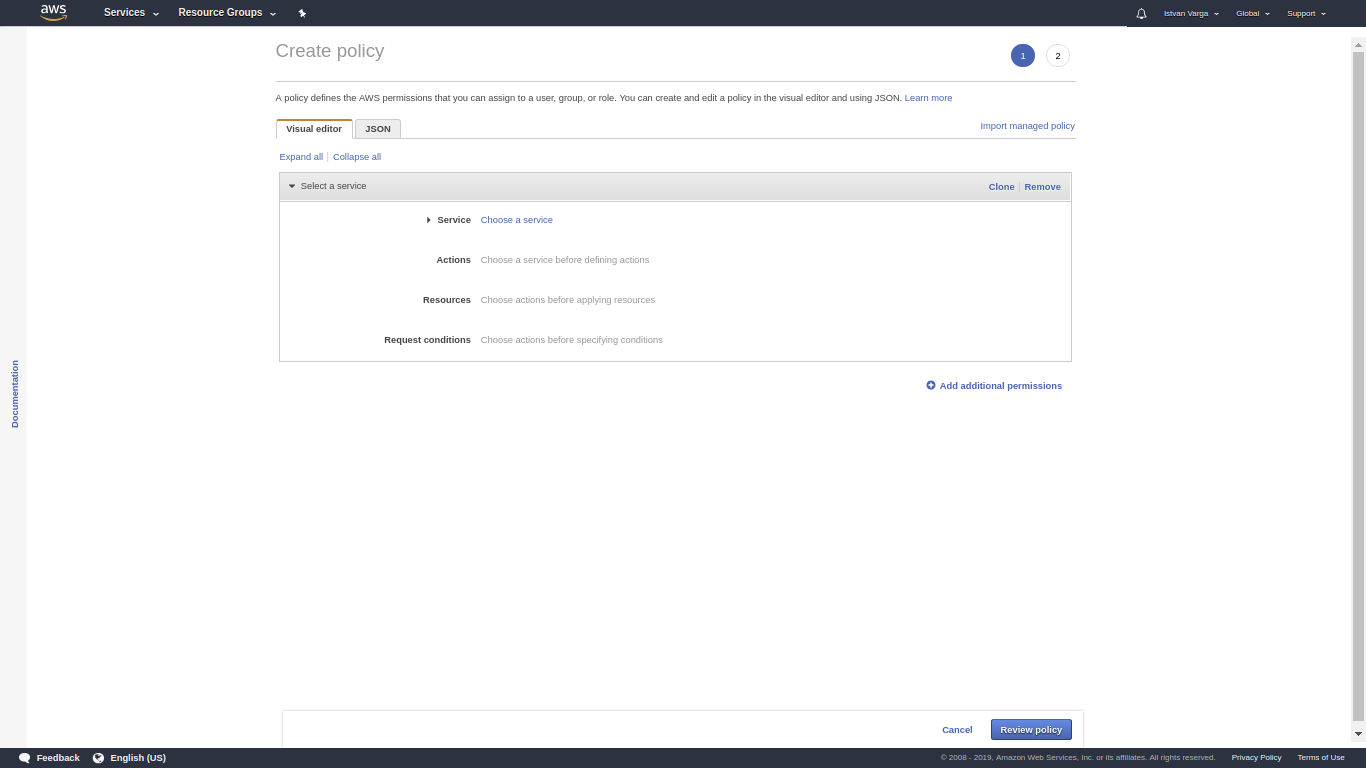 aws Services Resource Groups Istvan Varga Global Support
Create policy 1 2
A policy defines the AWS permissions that you can assign to a user, group, or role. You can create and edit a policy in the visual editor and using JSON. Learn more
Visual editor JSON Import managed policy
Expand all Collapse all
Select a service Clone Remove
Service Choose a service
Actions Choose a service before defining actions
Resources Choose actions before applying resources
Request conditions Choose actions before specifying conditions
Add additional permissions
Documentation
Cancel Review policy
Feedback English (US) © 2008 - 2019, Amazon Web Services, Inc. or its affiliates. All rights reserved. Privacy Policy Terms of Use